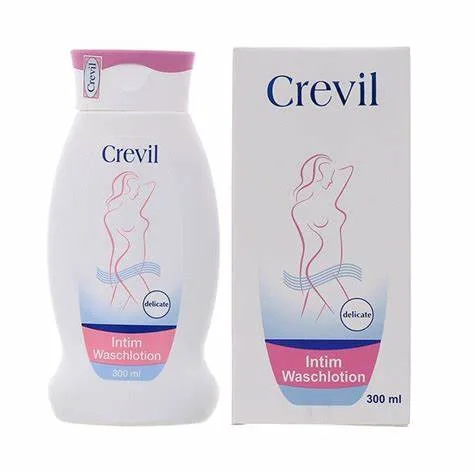 Crevil
Crevil
delicate
Intim
Waschlotion
300 ml
Crevil
delicate
Intim
Waschlotion
300 ml